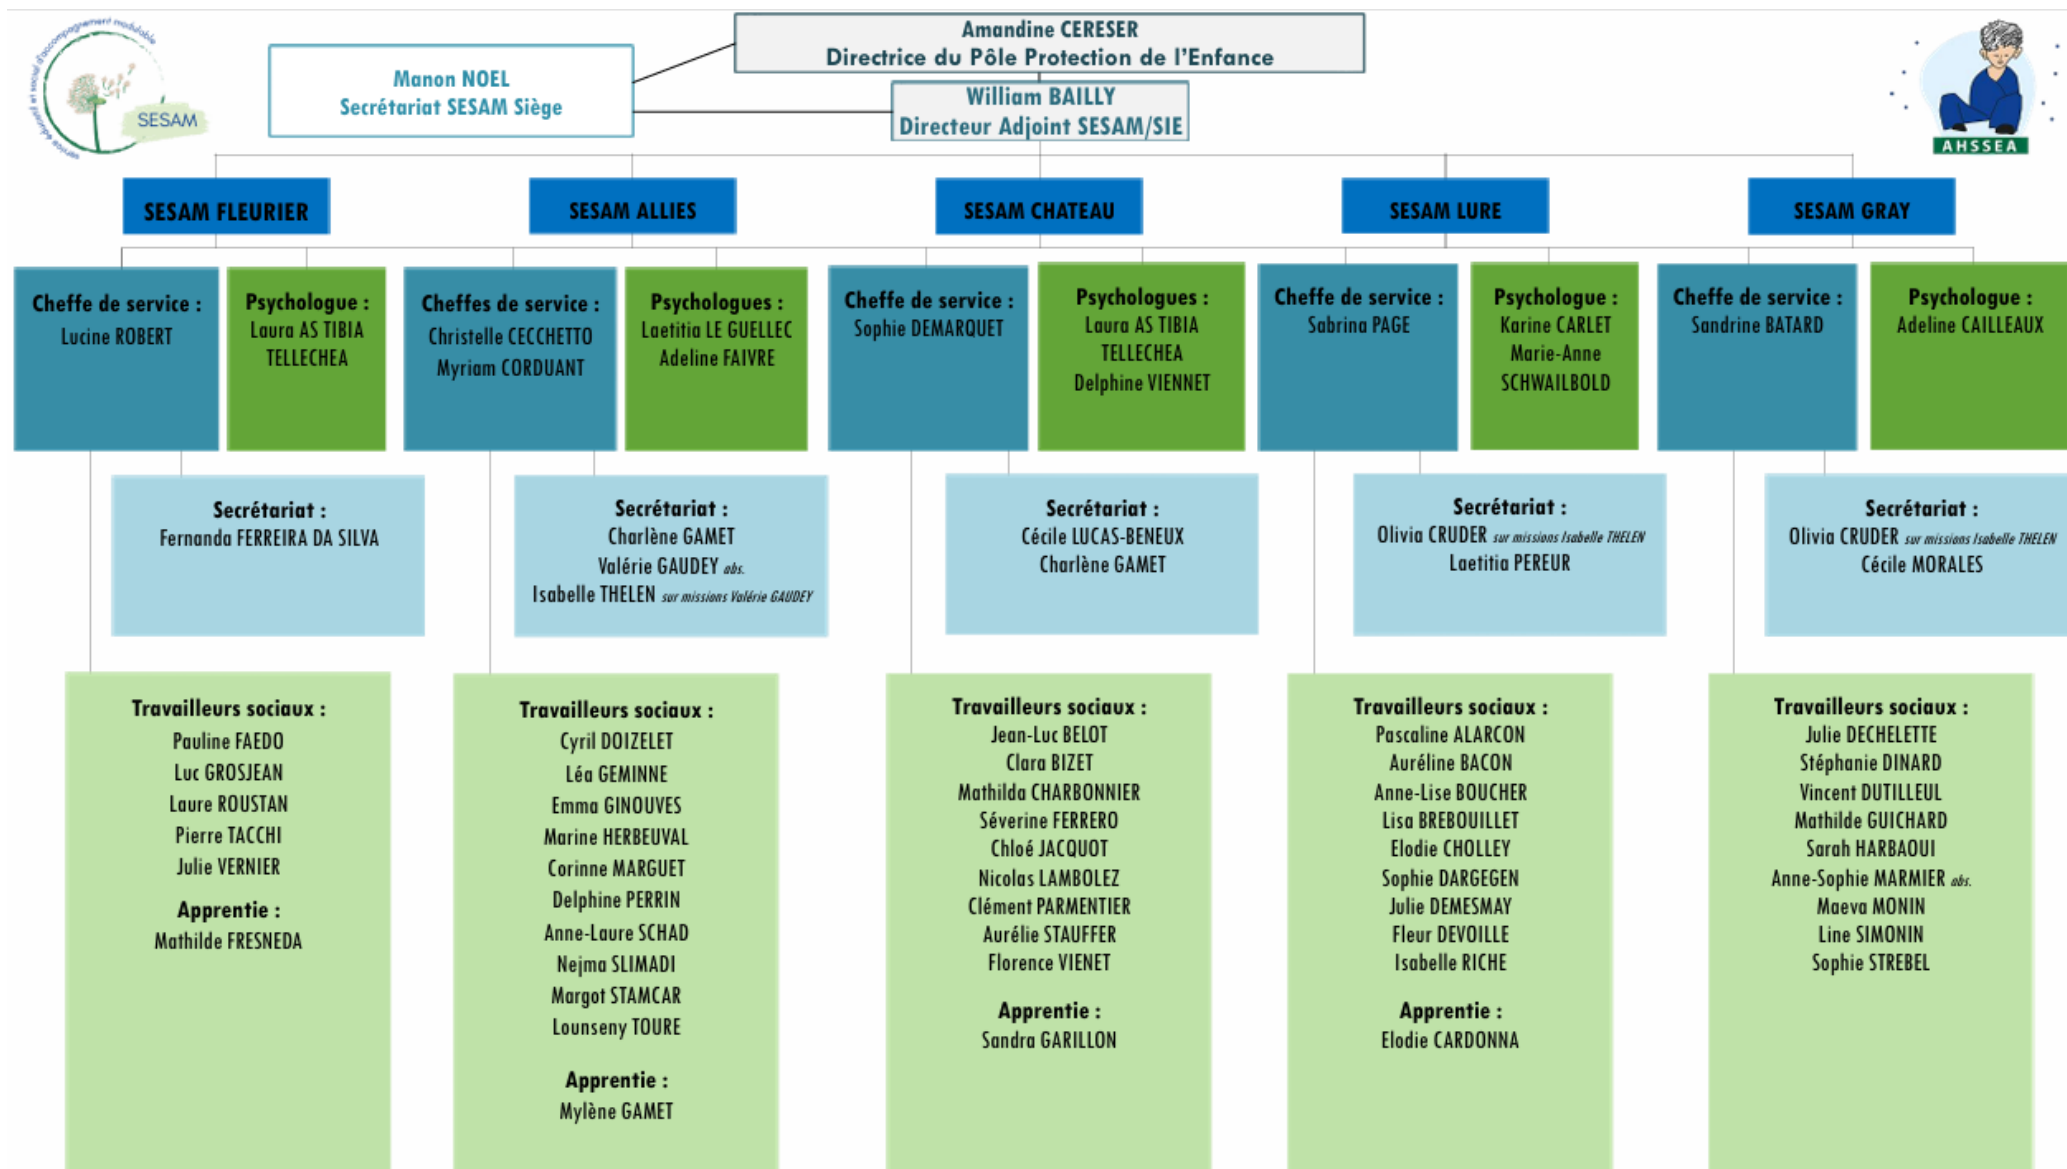 service éducatif et social d'accompagnement modulable
SESAM
Manon NOEL
Secrétariat SESAM Siège
Amandine CERESER
Directrice du Pôle Protection de l'Enfance
William BAILLY
Directeur Adjoint SESAM/SIE
AHSSEA
SESAM FLEURIER
Cheffe de service :
Lucine ROBERT
Psychologue :
Laura AS TIBIA
TELLECHEA
Secrétariat :
Fernanda FERREIRA DA SILVA
Travailleurs sociaux :
Pauline FAEDO
Luc GROSJEAN
Laure ROUSTAN
Pierre TACCHI
Julie VERNIER
Apprentie :
Mathilde FRESNEDA
SESAM ALLIES
Cheffes de service :
Christelle CECCHETTO
Myriam CORDUANT
Psychologues :
Laetitia LE GUELLEC
Adeline FAIVRE
Secrétariat :
Charlène GAMET
Valérie GAUDEY abs.
Isabelle THELEN sur missions Valérie GAUDEY
Travailleurs sociaux :
Cyril DOIZELET
Léa GEMINNE
Emma GINOUVES
Marine HERBEUVAL
Corinne MARGUET
Delphine PERRIN
Anne-Laure SCHAD
Nejma SLIMADI
Margot STAMCAR
Lounseny TOURE
Apprentie :
Mylène GAMET
SESAM CHATEAU
Cheffe de service :
Sophie DEMARQUET
Psychologues :
Laura AS TIBIA
TELLECHEA
Delphine VIENNET
Secrétariat :
Cécile LUCAS-BENEUX
Charlène GAMET
Travailleurs sociaux :
Jean-Luc BELOT
Clara BIZET
Mathilda CHARBONNIER
Séverine FERRERO
Chloé JACQUOT
Nicolas LAMBOLEZ
Clément PARMENTIER
Aurélie STAUFFER
Florence VIENET
Apprentie :
Sandra GARILLON
SESAM LURE
Cheffe de service :
Sabrina PAGE
Psychologue :
Karine CARLET
Marie-Anne
SCHWAILBOLD
Secrétariat :
Olivia CRUDER sur missions Isabelle THELEN
Laetitia PEREUR
Travailleurs sociaux :
Pascaline ALARCON
Auréline BACON
Anne-Lise BOUCHER
Lisa BREBOUILLET
Elodie CHOLLEY
Sophie DARGEGEN
Julie DEMESMAY
Fleur DEVOILLE
Isabelle RICHE
Apprentie :
Elodie CARDONNA
SESAM GRAY
Cheffe de service :
Sandrine BATARD
Psychologue :
Adeline CAILLEAUX
Secrétariat :
Olivia CRUDER sur missions Isabelle THELEN
Cécile MORALES
Travailleurs sociaux :
Julie DECHELETTE
Stéphanie DINARD
Vincent DUTILLEUL
Mathilde GUICHARD
Sarah HARBAOUI
Anne-Sophie MARMIER abs.
Maeva MONIN
Line SIMONIN
Sophie STREBEL